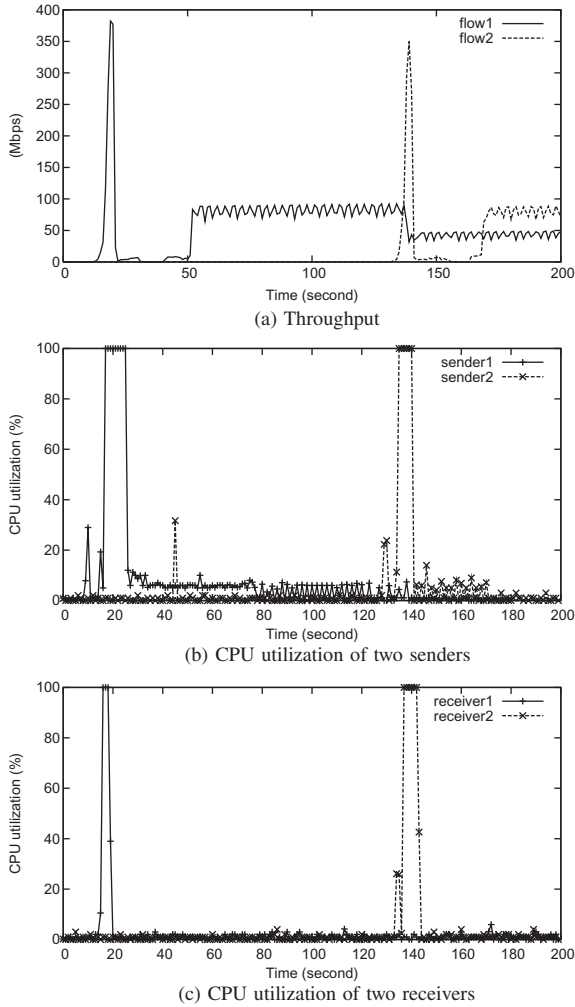 400
350
300
250
200
150
100
50
0
(Mbps)
flow1
flow2
0 50 100 150 200
Time (second)
(a) Throughput
100
80
60
40
20
0
CPU utilization (%)
sender1
sender2
0 20 40 60 80 100 120 140 160 180 200
Time (second)
(b) CPU utilization of two senders
100
80
60
40
20
0
CPU utilization (%)
receiver1
receiver2
0 20 40 60 80 100 120 140 160 180 200
Time (second)
(c) CPU utilization of two receivers